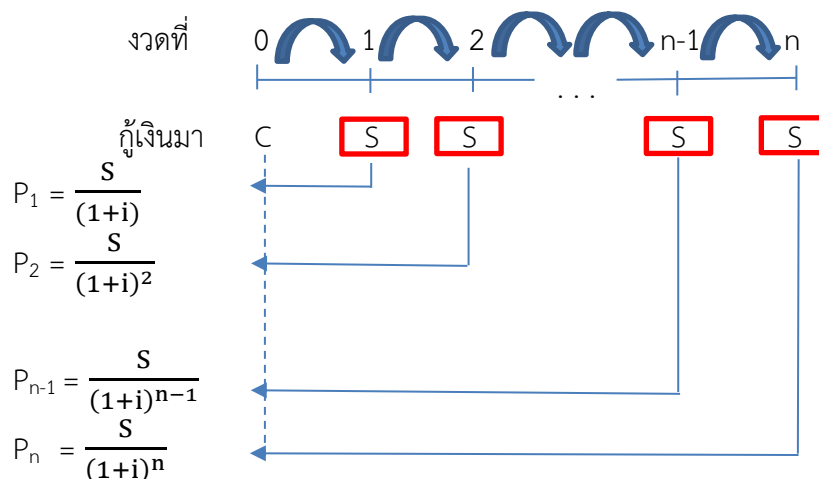 งวดที่ 0 1 2 n-1 n
. . .
กู้เงินมา C S S S S
P₁ = S/(1+i)
P₂ = S/(1+i)²
Pₙ₋₁ = S/(1+i)ⁿ⁻¹
Pₙ = S/(1+i)ⁿ